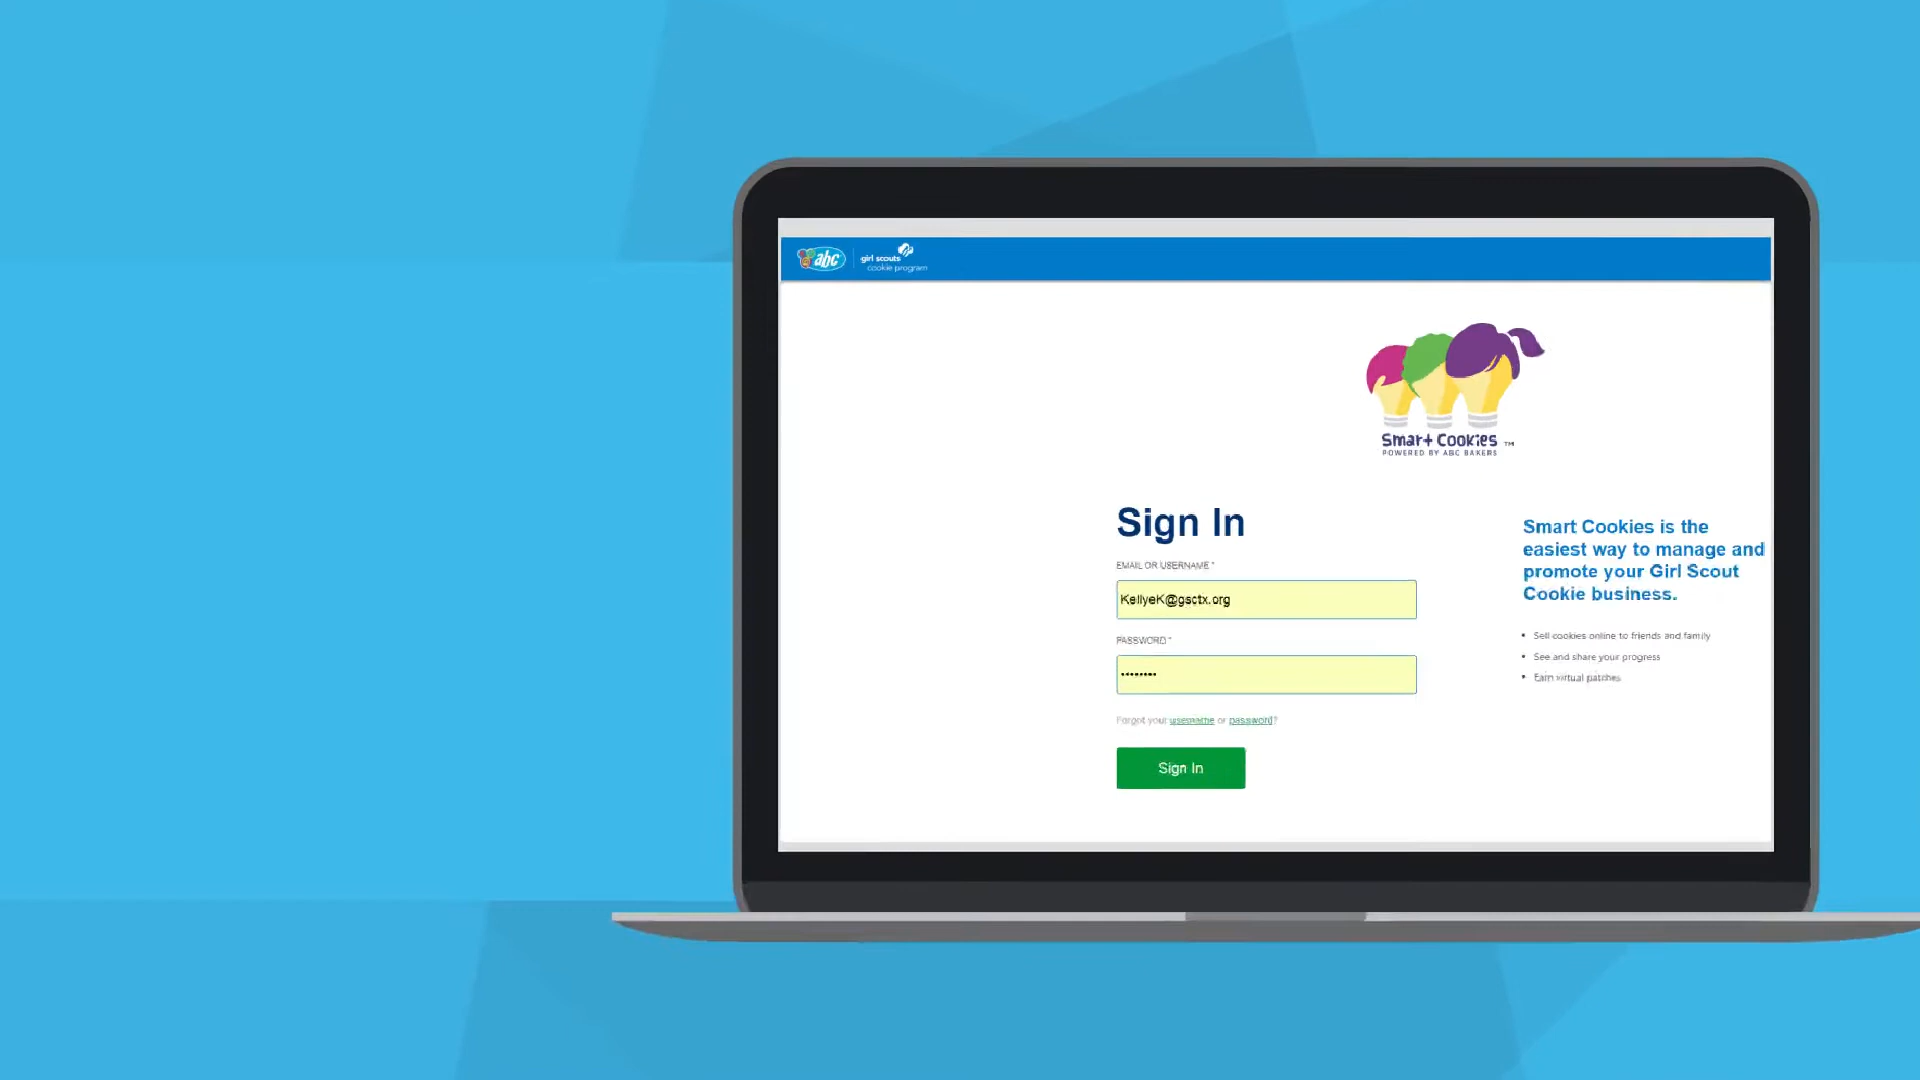 abc
girl scouts
cookie program
Smart Cookies ™
POWERED BY ABC BAKERS
Sign In
EMAIL OR USERNAME *
KellyeK@gsctx.org
PASSWORD *
••••••••
Forgot your username or password?
Sign In
Smart Cookies is the
easiest way to manage and
promote your Girl Scout
Cookie business.
• Sell cookies online to friends and family
• See and share your progress
• Earn virtual patches